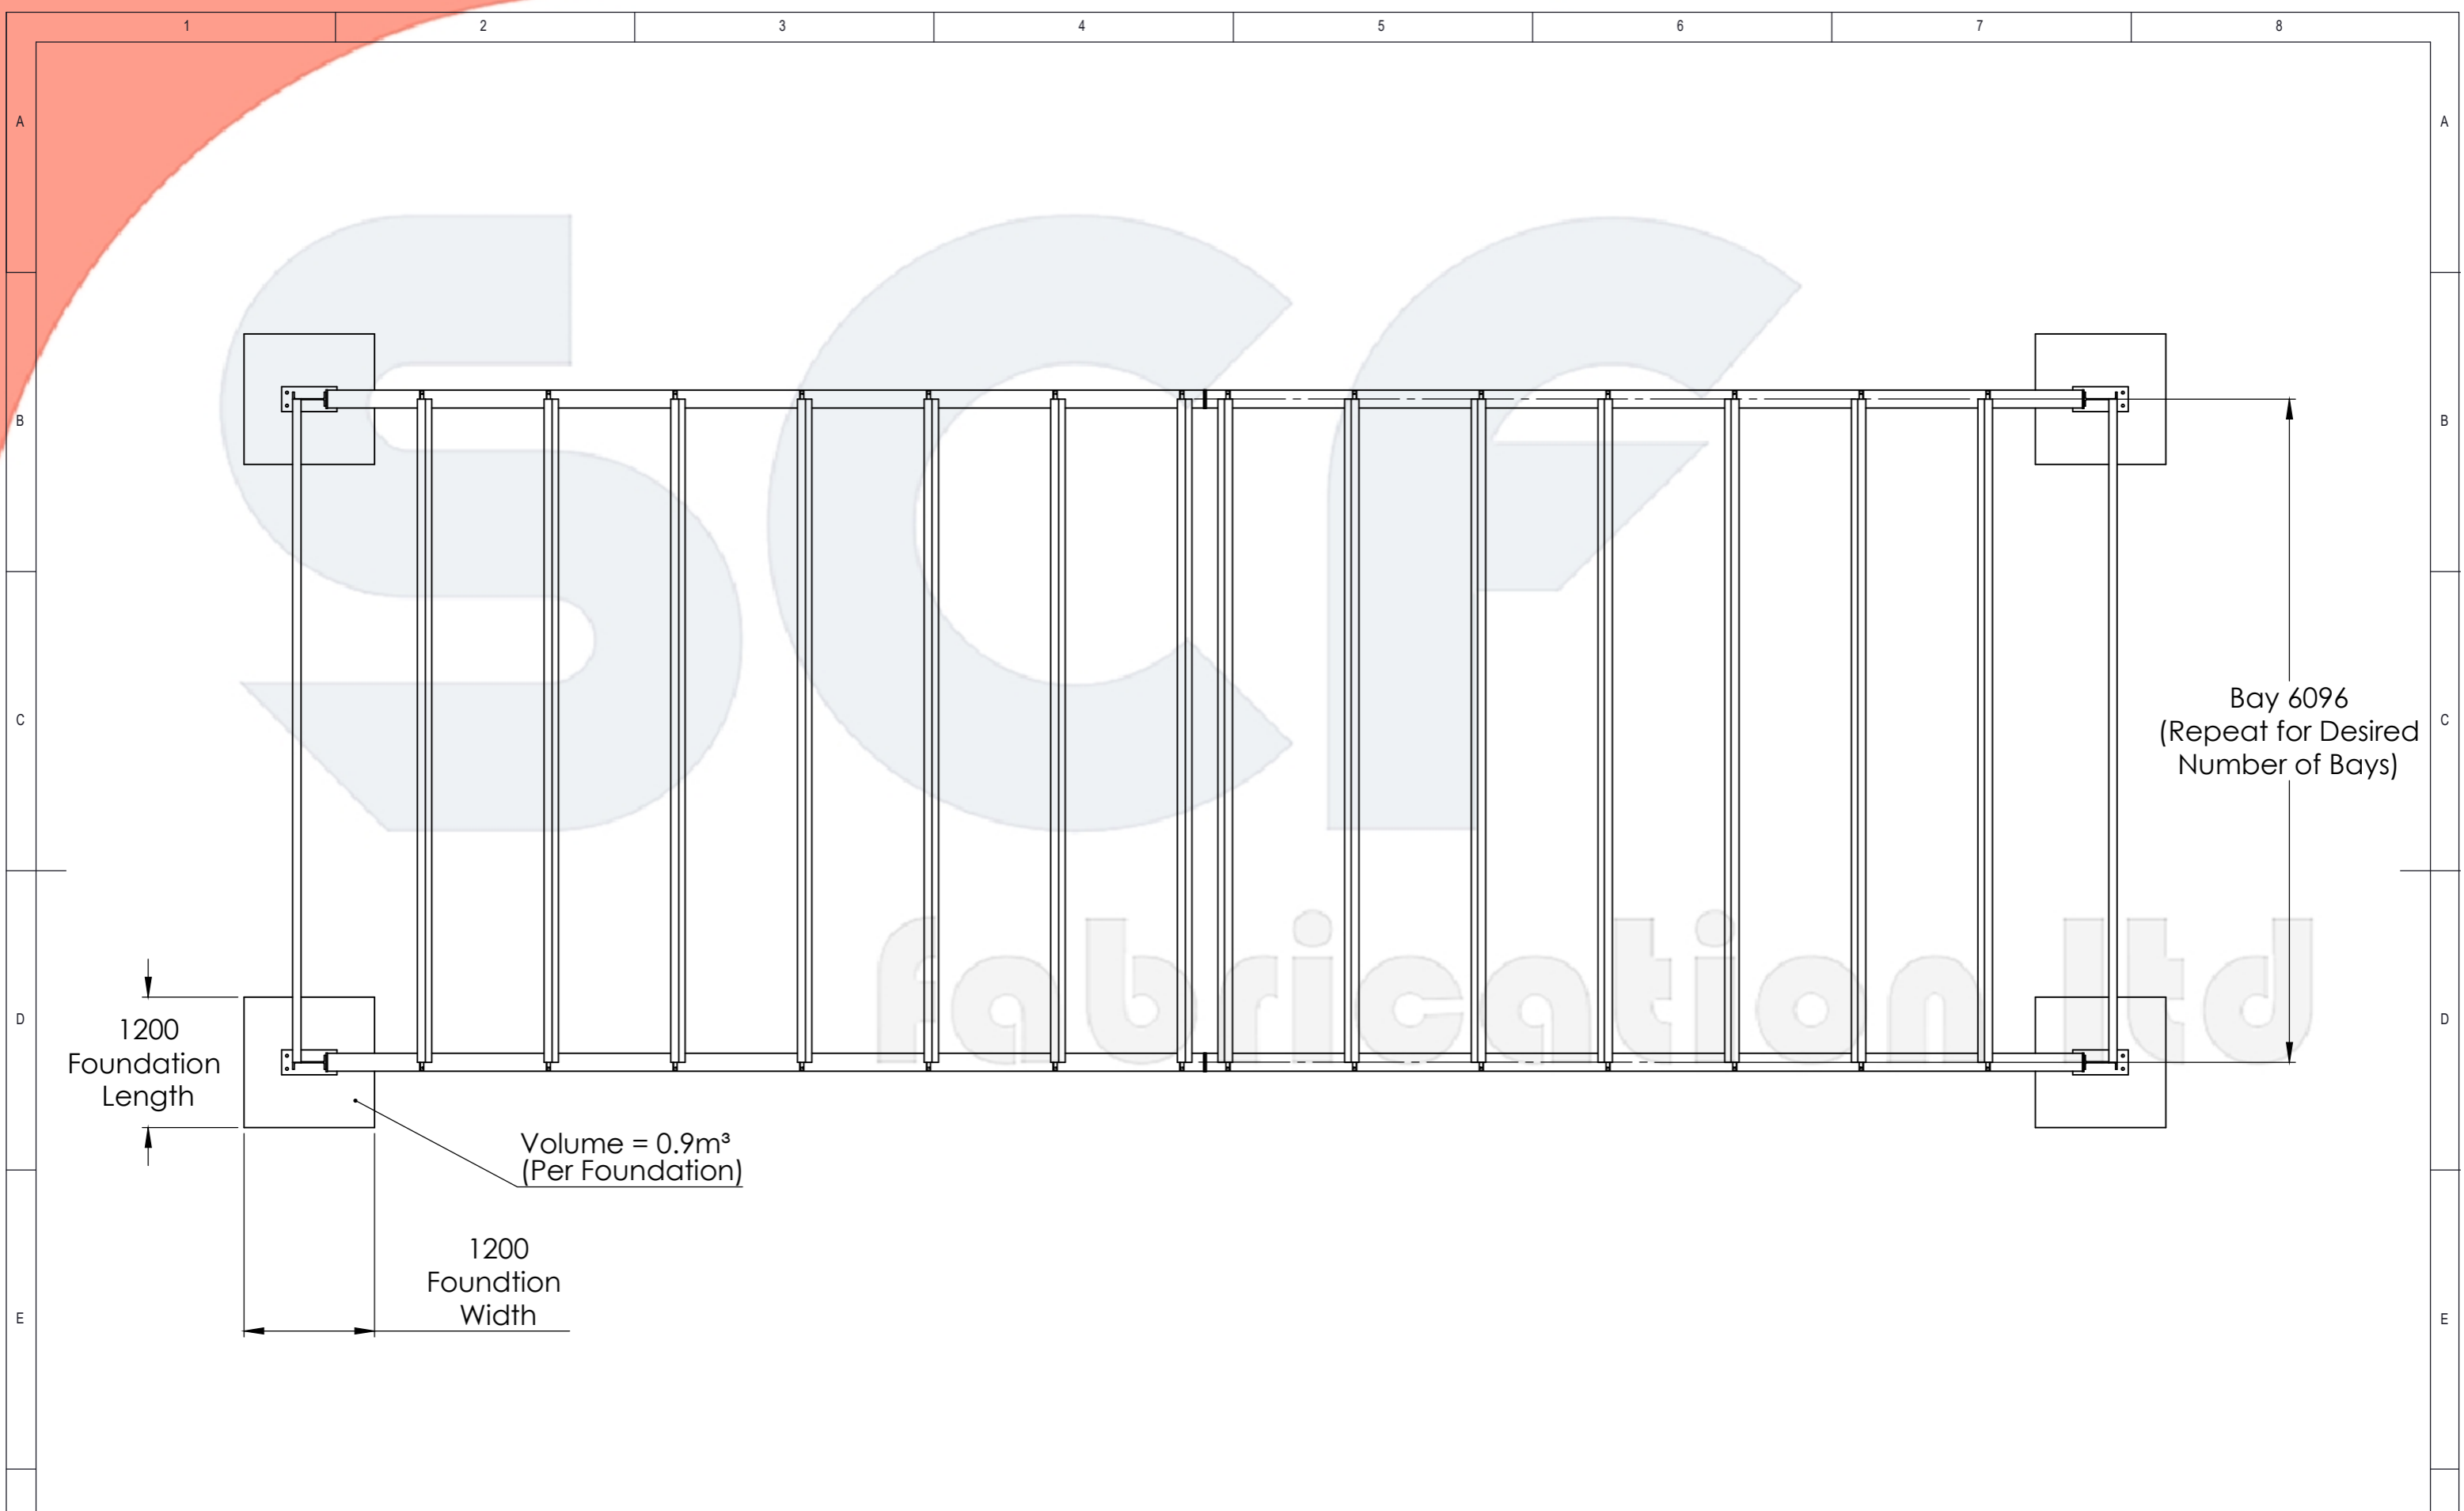 1 2 3 4 5 6 7 8
A A
B B
Bay 6096
(Repeat for Desired
Number of Bays)
C C
SCF
fabrication ltd
D D
1200
Foundation
Length
Volume = 0.9m³
(Per Foundation)
1200
Foundtion
Width
E E